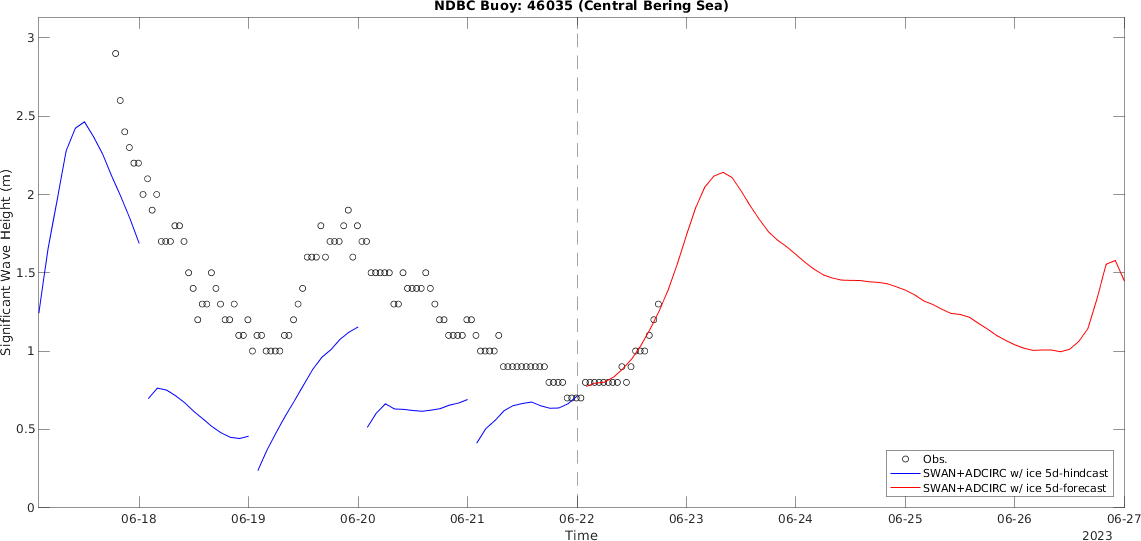 NDBC Buoy: 46035 (Central Bering Sea)
3
2.5
2
1.5
1
0.5
0
Significant Wave Height (m)
Obs.
SWAN+ADCIRC w/ ice 5d-hindcast
SWAN+ADCIRC w/ ice 5d-forecast
06-18 06-19 06-20 06-21 06-22 06-23 06-24 06-25 06-26 06-27
Time
2023